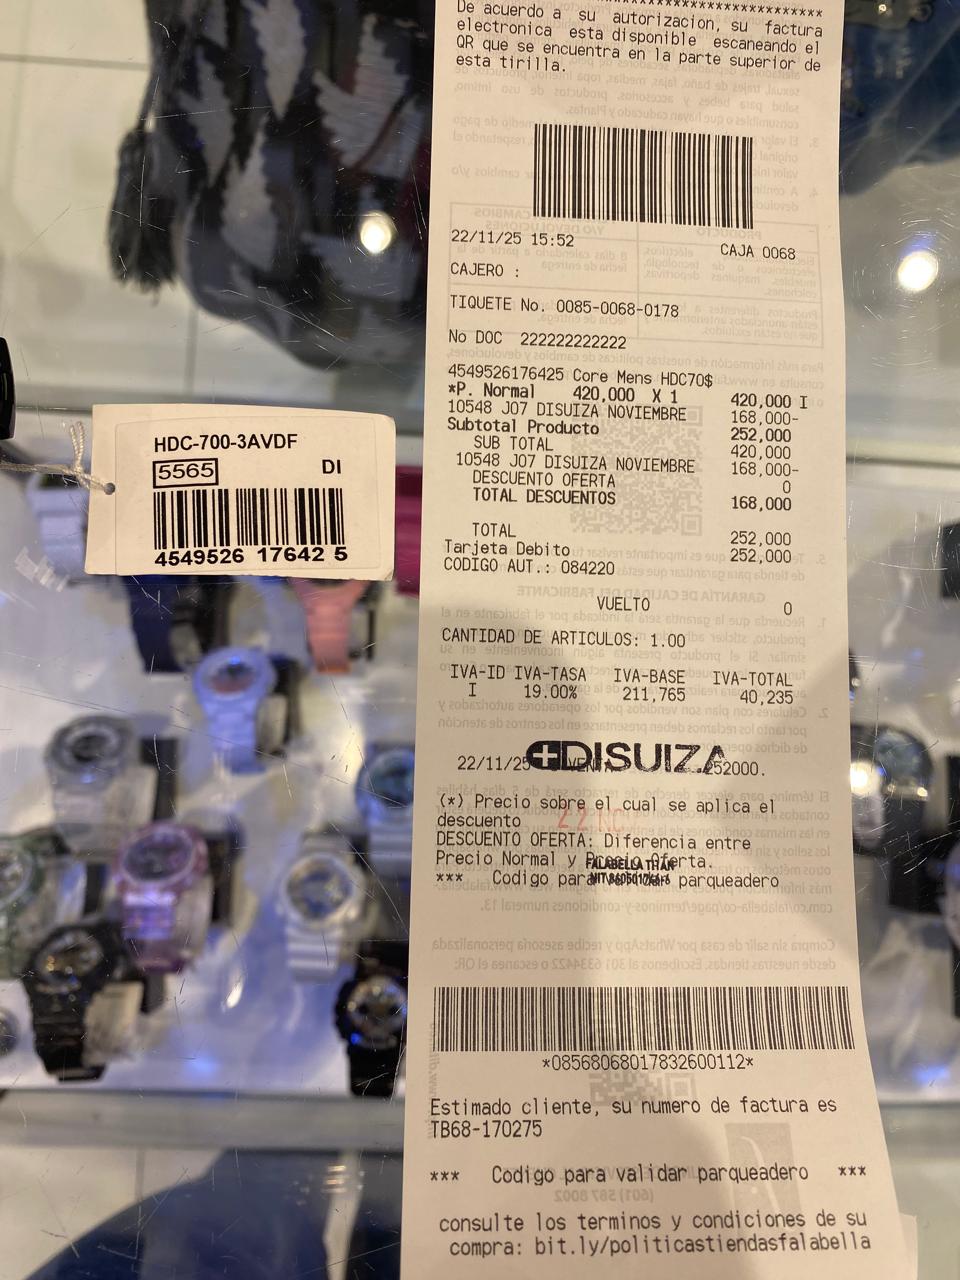 De acuerdo a su autorizacion, su factura
electronica esta disponible escaneando el
QR que se encuentra en la parte superior de
esta tirilla.
22/11/25 15:52 CAJA 0068
CAJERO :
TIQUETE No. 0085-0068-0178
No DOC 222222222222
4549526176425 Core Mens HDC70$
*P. Normal 420,000 X 1 420,000 I
10548 J07 DISUIZA NOVIEMBRE 168,000-
Subtotal Producto 252,000
SUB TOTAL 420,000
10548 J07 DISUIZA NOVIEMBRE 168,000-
DESCUENTO OFERTA 0
TOTAL DESCUENTOS 168,000
TOTAL 252,000
Tarjeta Debito 252,000
CODIGO AUT.: 084220
VUELTO 0
CANTIDAD DE ARTICULOS: 1.00
IVA-ID IVA-TASA IVA-BASE IVA-TOTAL
I 19.00% 211,765 40,235
DISUIZA
22/11/25 VENTA 252000.
(*) Precio sobre el cual se aplica el
descuento
DESCUENTO OFERTA: Diferencia entre
Precio Normal y Precio Oferta.
*** Codigo para validar parqueadero
*08568068017832600112*
Estimado cliente, su numero de factura es
TB68-170275
*** Codigo para validar parqueadero ***
consulte los terminos y condiciones de su
compra: bit.ly/politicastiendasfalabella
HDC-700-3AVDF
5565 DI
4549526 17642 5